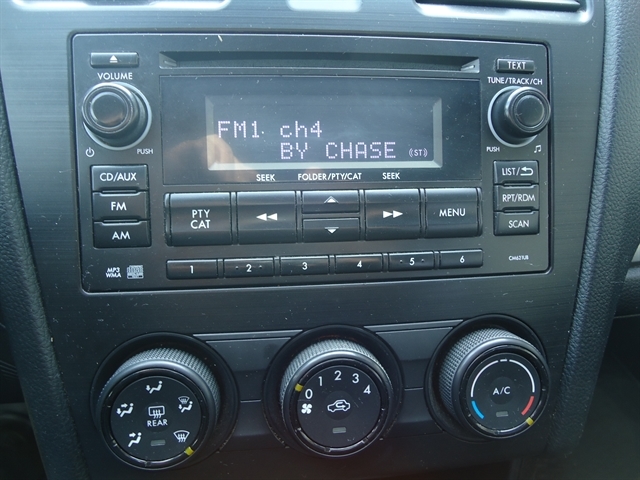 VOLUME
TEXT
TUNE/TRACK/CH
FM1 ch4
BY CHASE (ST)
PUSH
PUSH
SEEK FOLDER/PTY/CAT SEEK
CD/AUX
LIST/
FM
PTY CAT
MENU
RPT/RDM
AM
SCAN
MP3
WMA
1 2 3 4 5 6
0 1 2 3 4
REAR
A/C